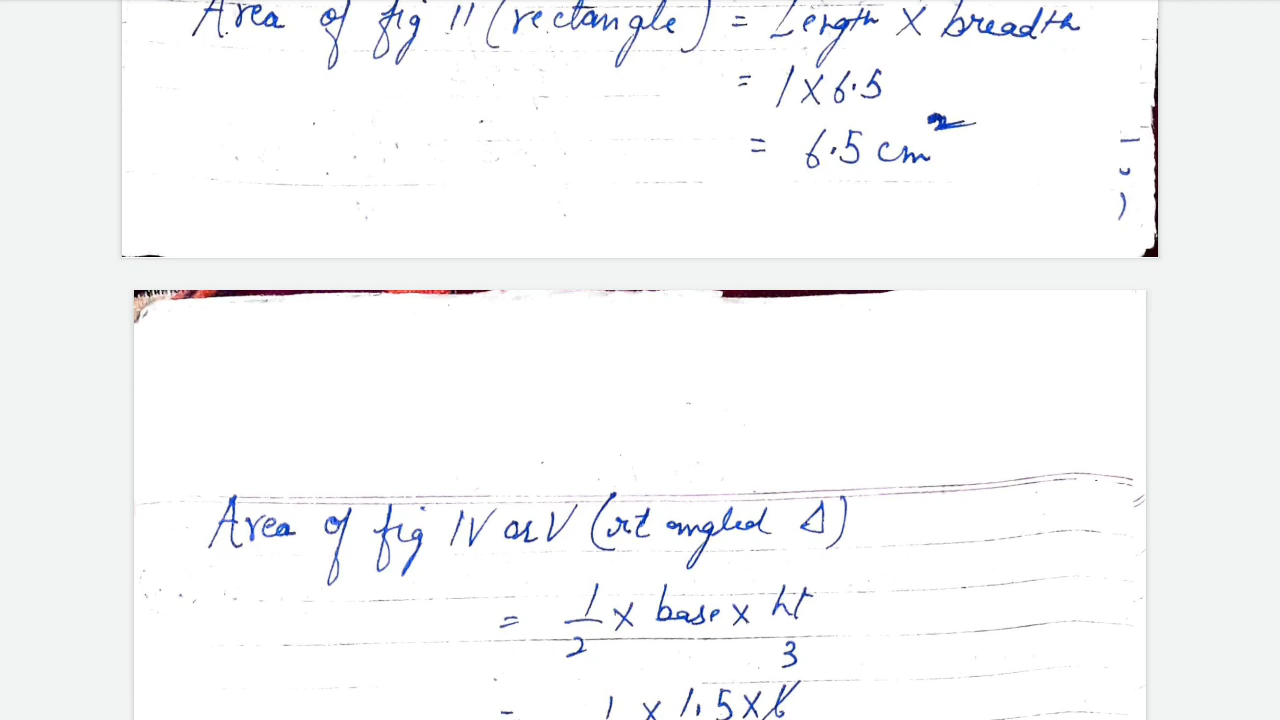 Area of fig II (rectangle) = Length X breadth
= 1 X 6.5
= 6.5 cm²
Area of fig IV or V (rt angled Δ)
= 1/2 x base x ht
3
= 1 x 1.5 x 6